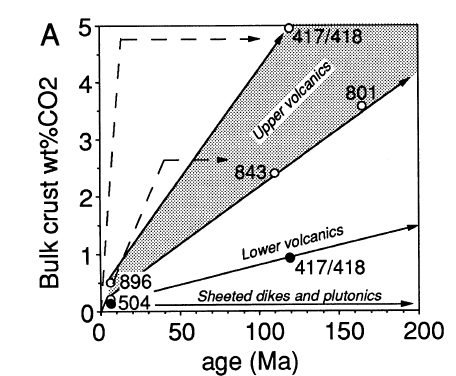 A
Bulk crust wt%CO2
5
4
3
2
1
0
417/418
Upper volcanics
801
843
Lower volcanics
417/418
896
504
Sheeted dikes and plutonics
0
50
100
150
200
age (Ma)